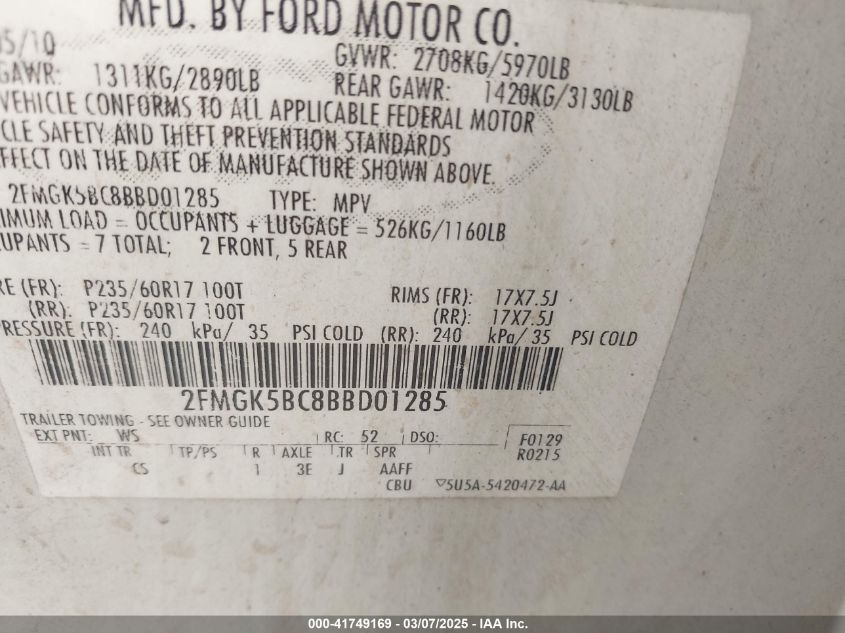 MFD. BY FORD MOTOR CO.
5/10 GVWR: 2708KG/5970LB
GAWR: 1311KG/2890LB REAR GAWR: 1420KG/3130LB
VEHICLE CONFORMS TO ALL APPLICABLE FEDERAL MOTOR
CLE SAFETY AND THEFT PREVENTION STANDARDS
FFECT ON THE DATE OF MANUFACTURE SHOWN ABOVE.
2FMGK5BC8BBD01285 TYPE: MPV
IMUM LOAD = OCCUPANTS + LUGGAGE = 526KG/1160LB
UPANTS = 7 TOTAL; 2 FRONT, 5 REAR
RE (FR): P235/60R17 100T RIMS (FR): 17X7.5J
(RR): P235/60R17 100T (RR): 17X7.5J
PRESSURE (FR): 240 kPa/ 35 PSI COLD (RR): 240 kPa/ 35 PSI COLD
2FMGK5BC8BBD01285
TRAILER TOWING - SEE OWNER GUIDE
EXT PNT: WS RC: 52 DSO: F0129
INT TR TP/PS R AXLE TR SPR R0215
CS 1 3E J AAFF
CBU ▽5U5A-5420472-AA
000-41749169 — 03/07/2025 — IAA Inc.